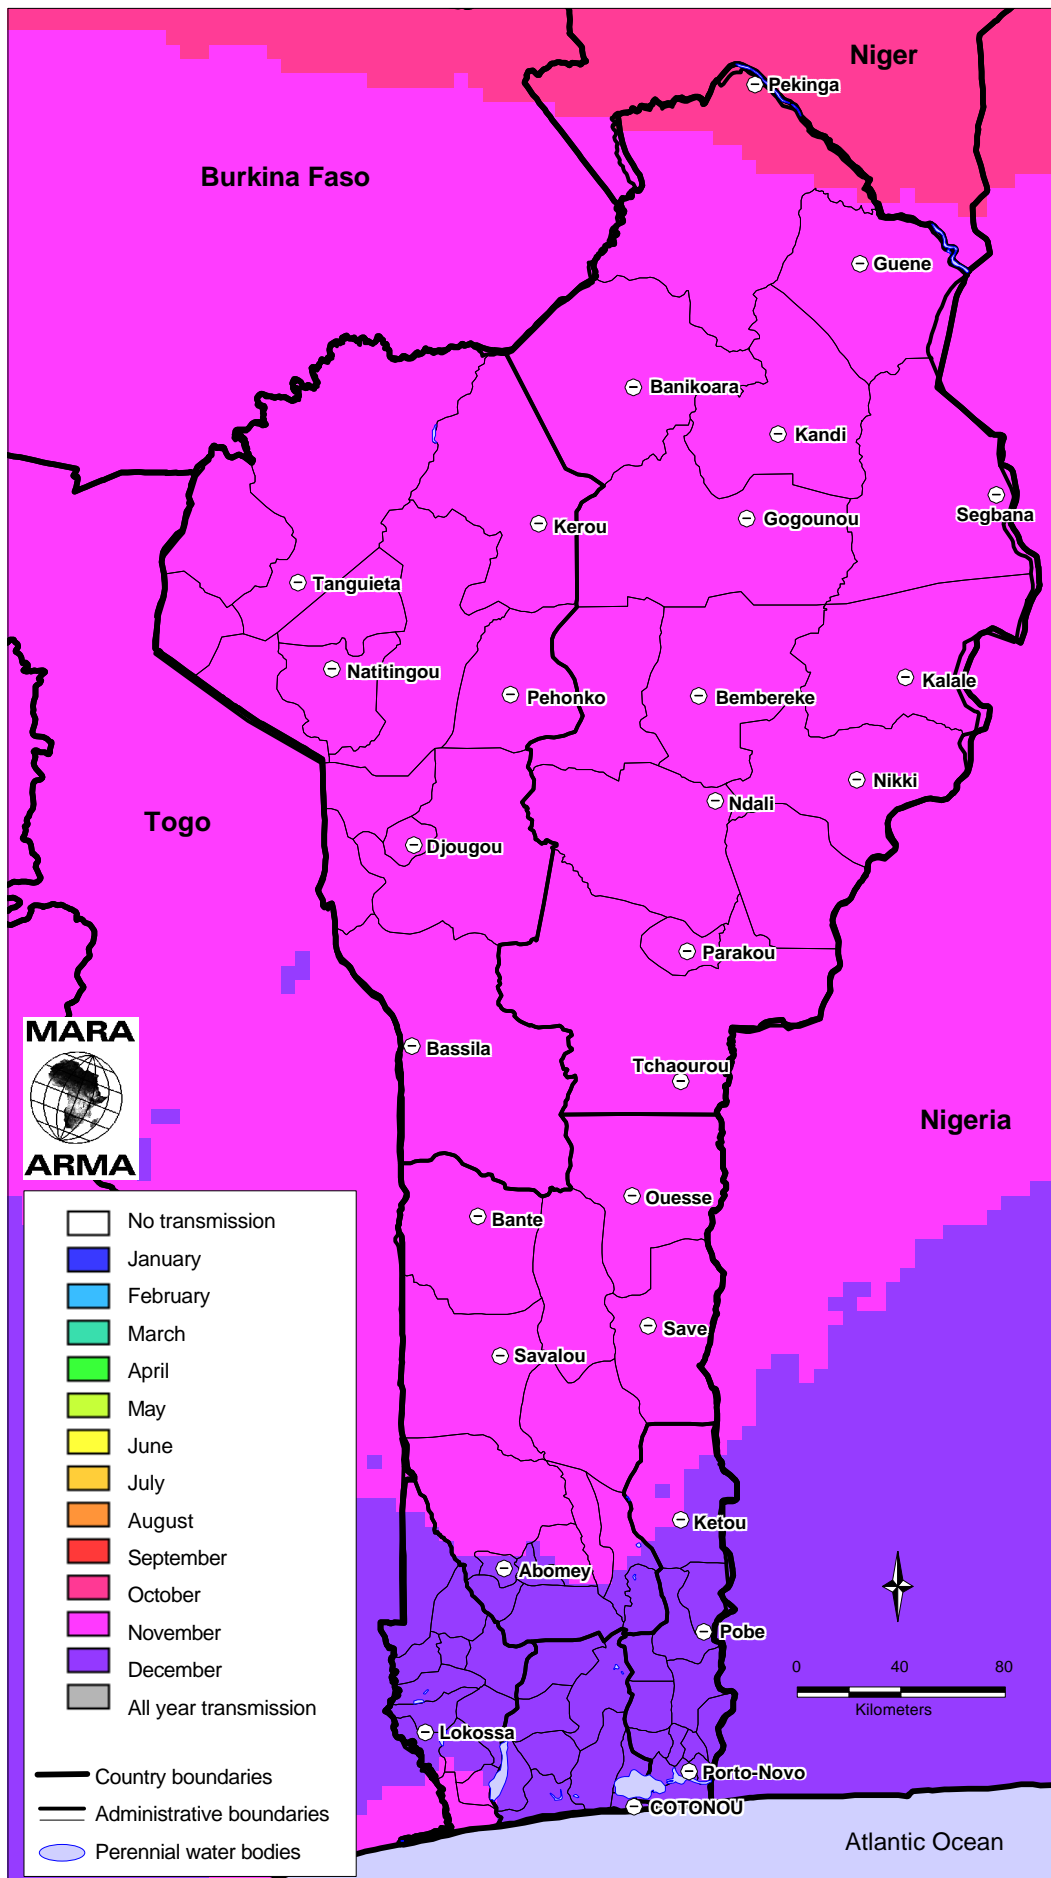 Niger
Pekinga
Burkina Faso
Guene
Banikoara
Kandi
Segbana
Gogounou
Kerou
Tanguieta
Natitingou
Kalale
Pehonko
Bembereke
Nikki
Ndali
Togo
Djougou
Parakou
MARA
ARMA
Bassila
Tchaourou
Nigeria
Ouesse
Bante
Save
Savalou
Ketou
Abomey
Pobe
Lokossa
Porto-Novo
COTONOU
Atlantic Ocean
No transmission
January
February
March
April
May
June
July
August
September
October
November
December
All year transmission
Country boundaries
Administrative boundaries
Perennial water bodies
0 40 80
Kilometers